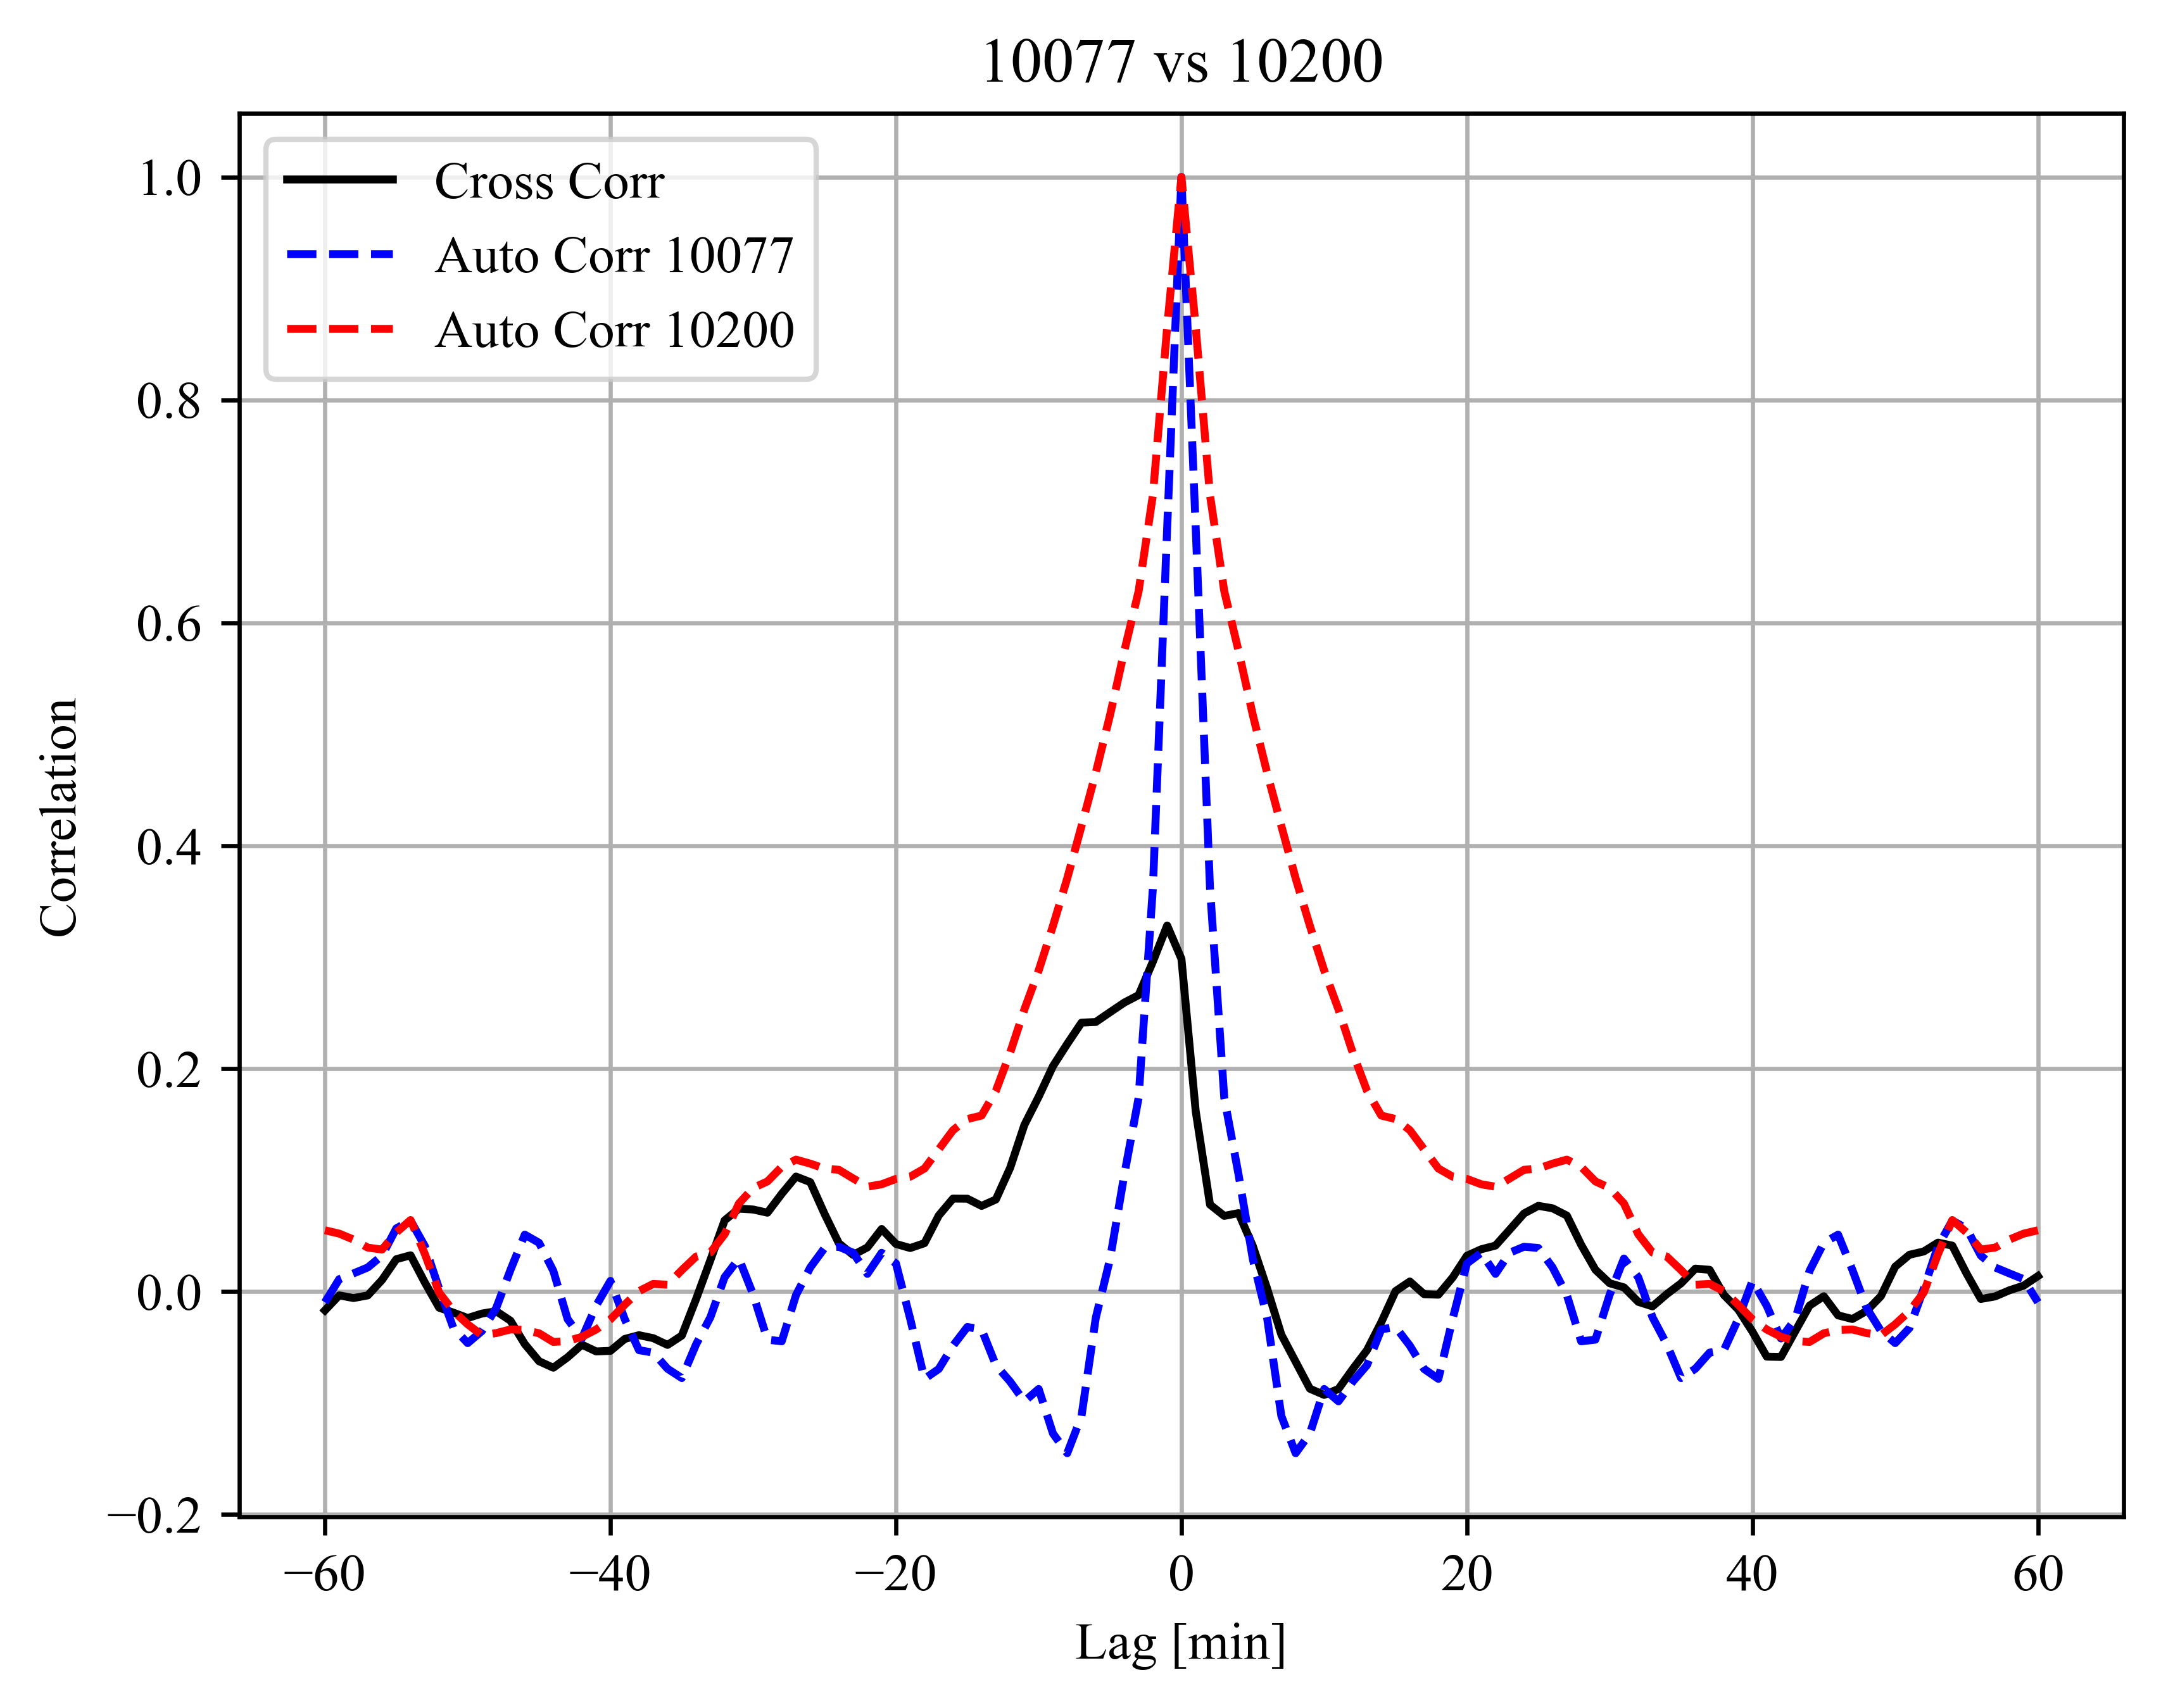 10077 vs 10200
Cross Corr
Auto Corr 10077
Auto Corr 10200
1.0
0.8
0.6
0.4
0.2
0.0
−0.2
Correlation
−60 −40 −20 0 20 40 60
Lag [min]